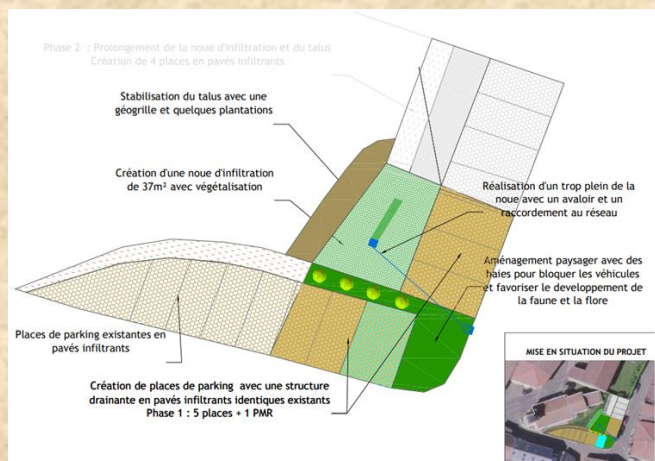 Phase 2 : Prolongement de la noue d'infiltration et du talus
Création de 4 places en pavés infiltrants
Stabilisation du talus avec une
géogrille et quelques plantations
Création d'une noue d'infiltration
de 37m² avec végétalisation
Réalisation d'un trop plein de la
noue avec un avaloir et un
raccordement au réseau
Aménagement paysager avec des
haies pour bloquer les véhicules
et favoriser le developpement de
la faune et la flore
Places de parking existantes en
pavés infiltrants
Création de places de parking avec une structure
drainante en pavés infiltrants identiques existants
Phase 1 : 5 places + 1 PMR
MISE EN SITUATION DU PROJET